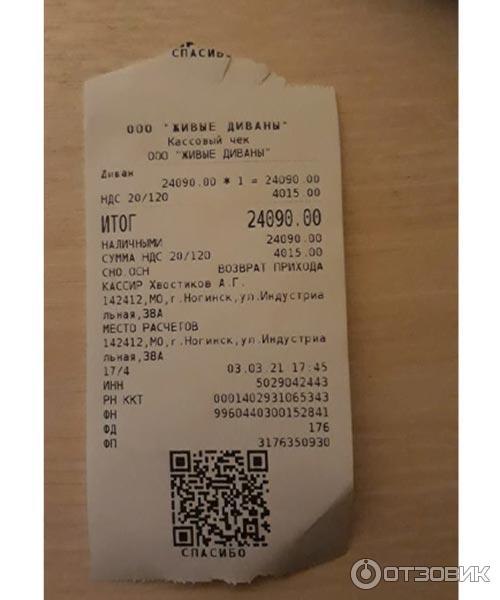 СПАСИБ
ООО "ЖИВЫЕ ДИВАНЫ"
Кассовый чек
ООО "ЖИВЫЕ ДИВАНЫ"
Диван
24090.00 * 1 = 24090.00
НДС 20/120 4015.00
ИТОГ 24090.00
НАЛИЧНЫМИ 24090.00
СУММА НДС 20/120 4015.00
СНО.ОСН ВОЗВРАТ ПРИХОДА
КАССИР Хвостиков А.Г.
142412,МО,г.Ногинск,ул.Индустриа
льная,38А
МЕСТО РАСЧЕТОВ
142412,МО,г.Ногинск,ул.Индустриа
льная,38А
17/4 03.03.21 17:45
ИНН 5029042443
РН ККТ 0001402931065343
ФН 9960440300152841
ФД 176
ФП 3176350930
СПАСИБО
ОТЗОВИК